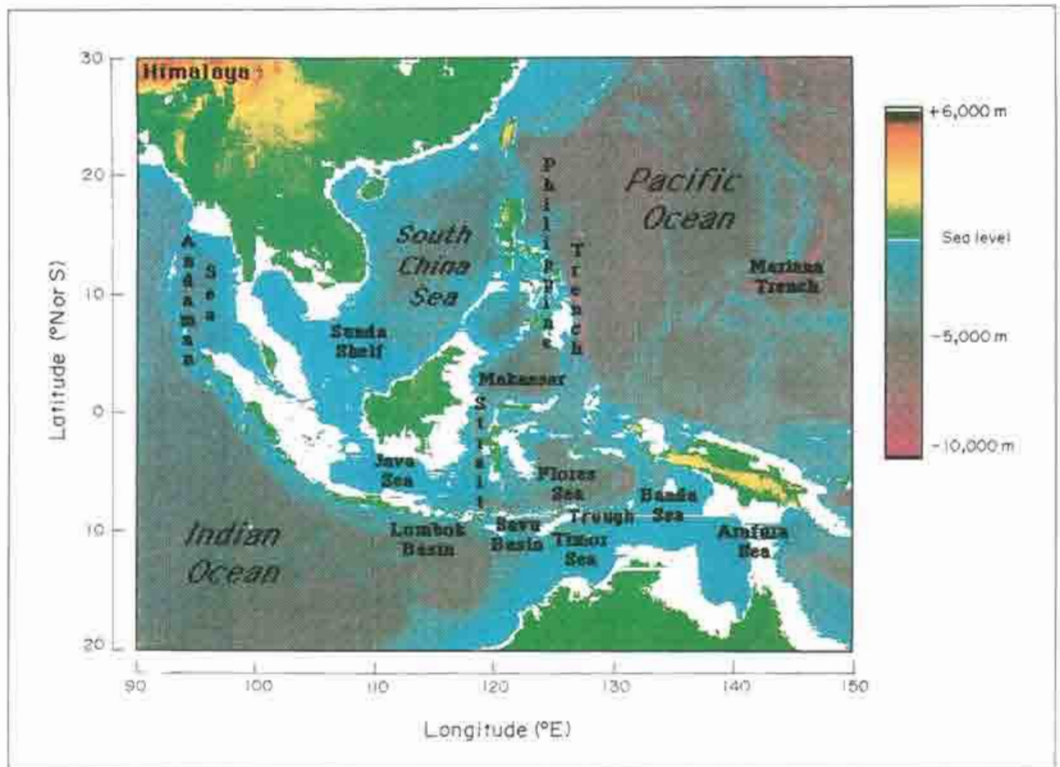 30
Himalaya
+6,000 m
20
Philippine
Trench
Pacific
Ocean
South
China
Sea
Sea level
Andaman
Sea
Mariana
Trench
10
Sunda
Shelf
-5,000 m
Makassar
Strait
0
Latitude (°N or S)
-10,000 m
Java
Sea
Flores
Sea
Banda
Sea
Indian
Ocean
Lombok
Basin
Savu
Basin
Trough
Timor
Sea
Arafura
Sea
10
20
90 100 110 120 130 140 150
Longitude (°E)